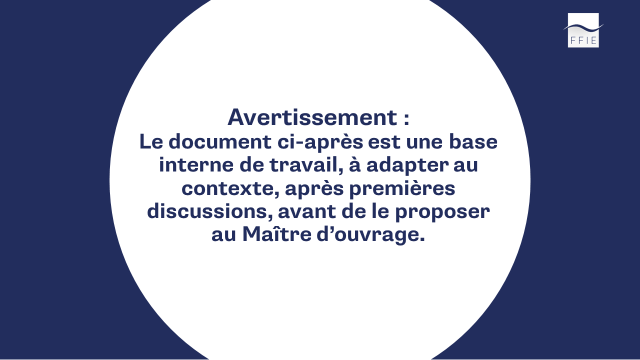 FFIE
Avertissement :
Le document ci-après est une base
interne de travail, à adapter au
contexte, après premières
discussions, avant de le proposer
au Maître d’ouvrage.